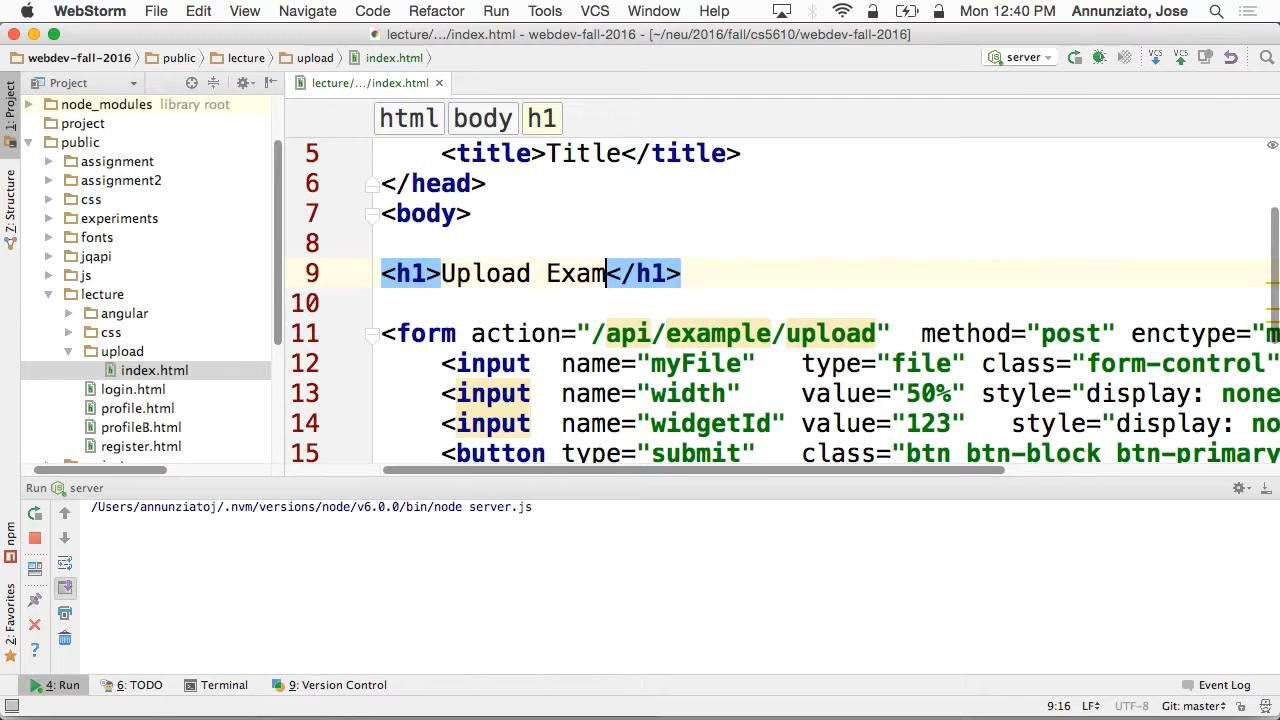 WebStorm File Edit View Navigate Code Refactor Run Tools VCS Window Help Mon 12:40 PM Annunziato, Jose
lecture/.../index.html - webdev-fall-2016 - [~/neu/2016/fall/cs5610/webdev-fall-2016]
webdev-fall-2016 public lecture upload index.html server VCS VCS
Project lecture/.../index.html
1: Project
Z: Structure
npm
2: Favorites
node_modules library root
project
public
assignment
assignment2
css
experiments
fonts
jqapi
js
lecture
angular
css
upload
index.html
login.html
profile.html
profileB.html
register.html
html body h1
5 <title>Title</title>
6 </head>
7 <body>
8
9 <h1>Upload Exam</h1>
10
11 <form action="/api/example/upload" method="post" enctype="m
12 <input name="myFile" type="file" class="form-control"
13 <input name="width" value="50%" style="display: none
14 <input name="widgetId" value="123" style="display: no
15 <button type="submit" class="btn btn-block btn-primary
Run server
/Users/annunziatoj/.nvm/versions/node/v6.0.0/bin/node server.js
4: Run 6: TODO Terminal 9: Version Control Event Log
9:16 LF UTF-8 Git: master